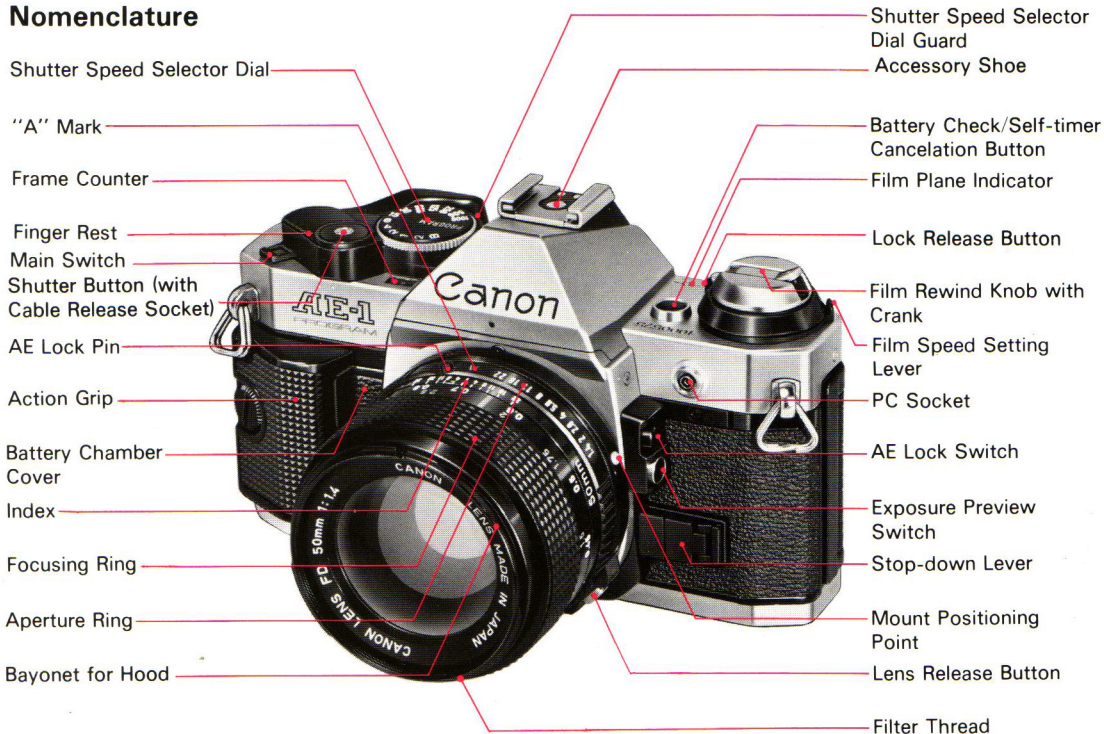 Nomenclature
Shutter Speed Selector Dial
"A" Mark
Frame Counter
Finger Rest
Main Switch
Shutter Button (with
Cable Release Socket)
AE Lock Pin
Action Grip
Battery Chamber
Cover
Index
Focusing Ring
Aperture Ring
Bayonet for Hood
Shutter Speed Selector
Dial Guard
Accessory Shoe
Battery Check/Self-timer
Cancelation Button
Film Plane Indicator
Lock Release Button
Film Rewind Knob with
Crank
Film Speed Setting
Lever
PC Socket
AE Lock Switch
Exposure Preview
Switch
Stop-down Lever
Mount Positioning
Point
Lens Release Button
Filter Thread
Canon
AE-1
PROGRAM
PROGRAM
50mm
CANON LENS MADE IN JAPAN
CANON LENS FD 50mm 1:1.4